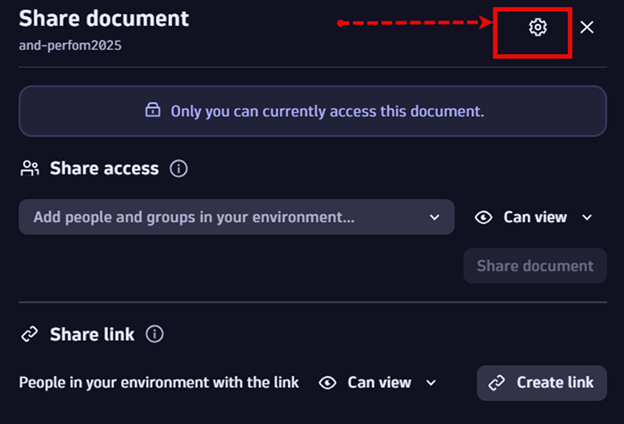 Share document
and-perfom2025
Only you can currently access this document.
Share access
Add people and groups in your environment...
Can view
Share document
Share link
People in your environment with the link
Can view
Create link